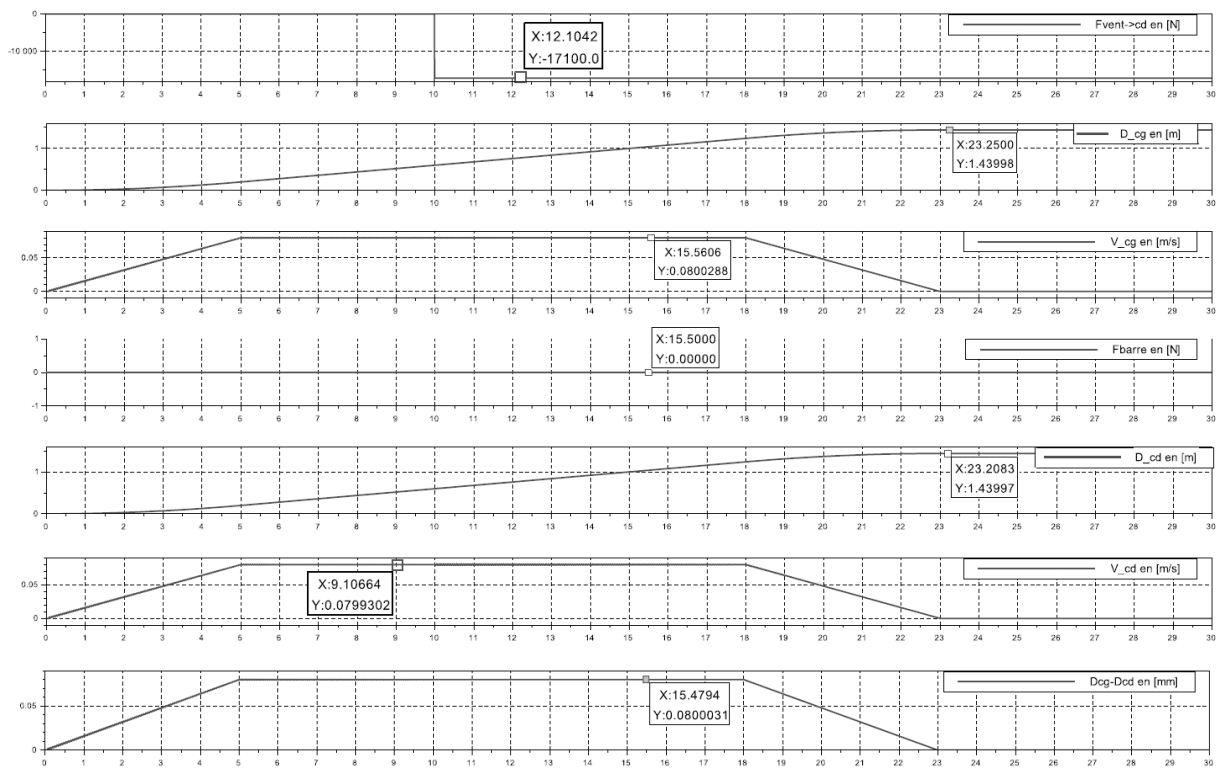 0
-10 000
Fvent->cd en [N]
X:12.1042
Y:-17100.0
0 1 2 3 4 5 6 7 8 9 10 11 12 13 14 15 16 17 18 19 20 21 22 23 24 25 26 27 28 29 30
1
0
D_cg en [m]
X:23.2500
Y:1.43998
0 1 2 3 4 5 6 7 8 9 10 11 12 13 14 15 16 17 18 19 20 21 22 23 24 25 26 27 28 29 30
0.05
0
V_cg en [m/s]
X:15.5606
Y:0.0800288
0 1 2 3 4 5 6 7 8 9 10 11 12 13 14 15 16 17 18 19 20 21 22 23 24 25 26 27 28 29 30
1
0
-1
X:15.5000
Y:0.00000
Fbarre en [N]
0 1 2 3 4 5 6 7 8 9 10 11 12 13 14 15 16 17 18 19 20 21 22 23 24 25 26 27 28 29 30
1
0
D_cd en [m]
X:23.2083
Y:1.43997
0 1 2 3 4 5 6 7 8 9 10 11 12 13 14 15 16 17 18 19 20 21 22 23 24 25 26 27 28 29 30
0.05
0
V_cd en [m/s]
X:9.10664
Y:0.0799302
0 1 2 3 4 5 6 7 8 9 10 11 12 13 14 15 16 17 18 19 20 21 22 23 24 25 26 27 28 29 30
0.05
0
Dcg-Dcd en [mm]
X:15.4794
Y:0.0800031
0 1 2 3 4 5 6 7 8 9 10 11 12 13 14 15 16 17 18 19 20 21 22 23 24 25 26 27 28 29 30